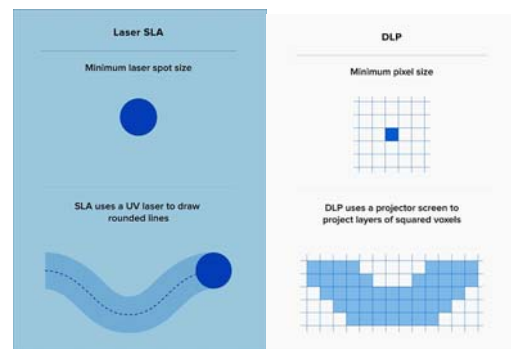 Laser SLA
Minimum laser spot size
SLA uses a UV laser to draw
rounded lines
DLP
Minimum pixel size
DLP uses a projector screen to
project layers of squared voxels